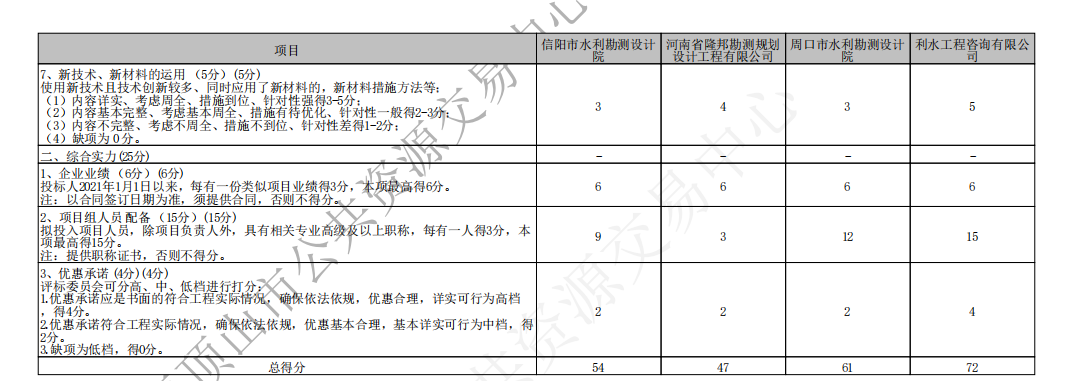 项目
信阳市水利勘测设计院
河南省隆邦勘测规划设计工程有限公司
周口市水利勘测设计院
利水工程咨询有限公司
7、新技术、新材料的运用 (5分)(5分)
使用新技术且技术创新较多、同时应用了新材料的，新材料措施方法等；
(1)内容详实、考虑周全、措施到位、针对性强得3-5分；
(2)内容基本完整、考虑基本周全、措施有待优化、针对性一般得2-3分；
(3)内容不完整、考虑不周全、措施不到位、针对性差得1-2分；
(4)缺项为0分。
3
4
3
5
二、综合实力(25分)
-
-
-
-
1、企业业绩 (6分)(6分)
投标人2021年1月1日以来，每有一份类似项目业绩得3分，本项最高得6分。
注：以合同签订日期为准，须提供合同，否则不得分。
6
6
6
6
2、项目组人员配备 (15分)(15分)
拟投入项目人员，除项目负责人外，具有相关专业高级及以上职称，每有一人得3分，本
项最高得15分。
注：提供职称证书，否则不得分。
9
3
12
15
3、优惠承诺(4分)(4分)
评标委员会可分高、中、低档进行打分；
1.优惠承诺应是书面的符合工程实际情况，确保依法依规，优惠合理，详实可行为高档
，得4分。
2.优惠承诺符合工程实际情况，确保依法依规，优惠基本合理，基本详实可行为中档，得
2分。
3.缺项为低档，得0分。
2
2
2
4
总得分
54
47
61
72
顶山市公共资源交易中心
共资源交易中心